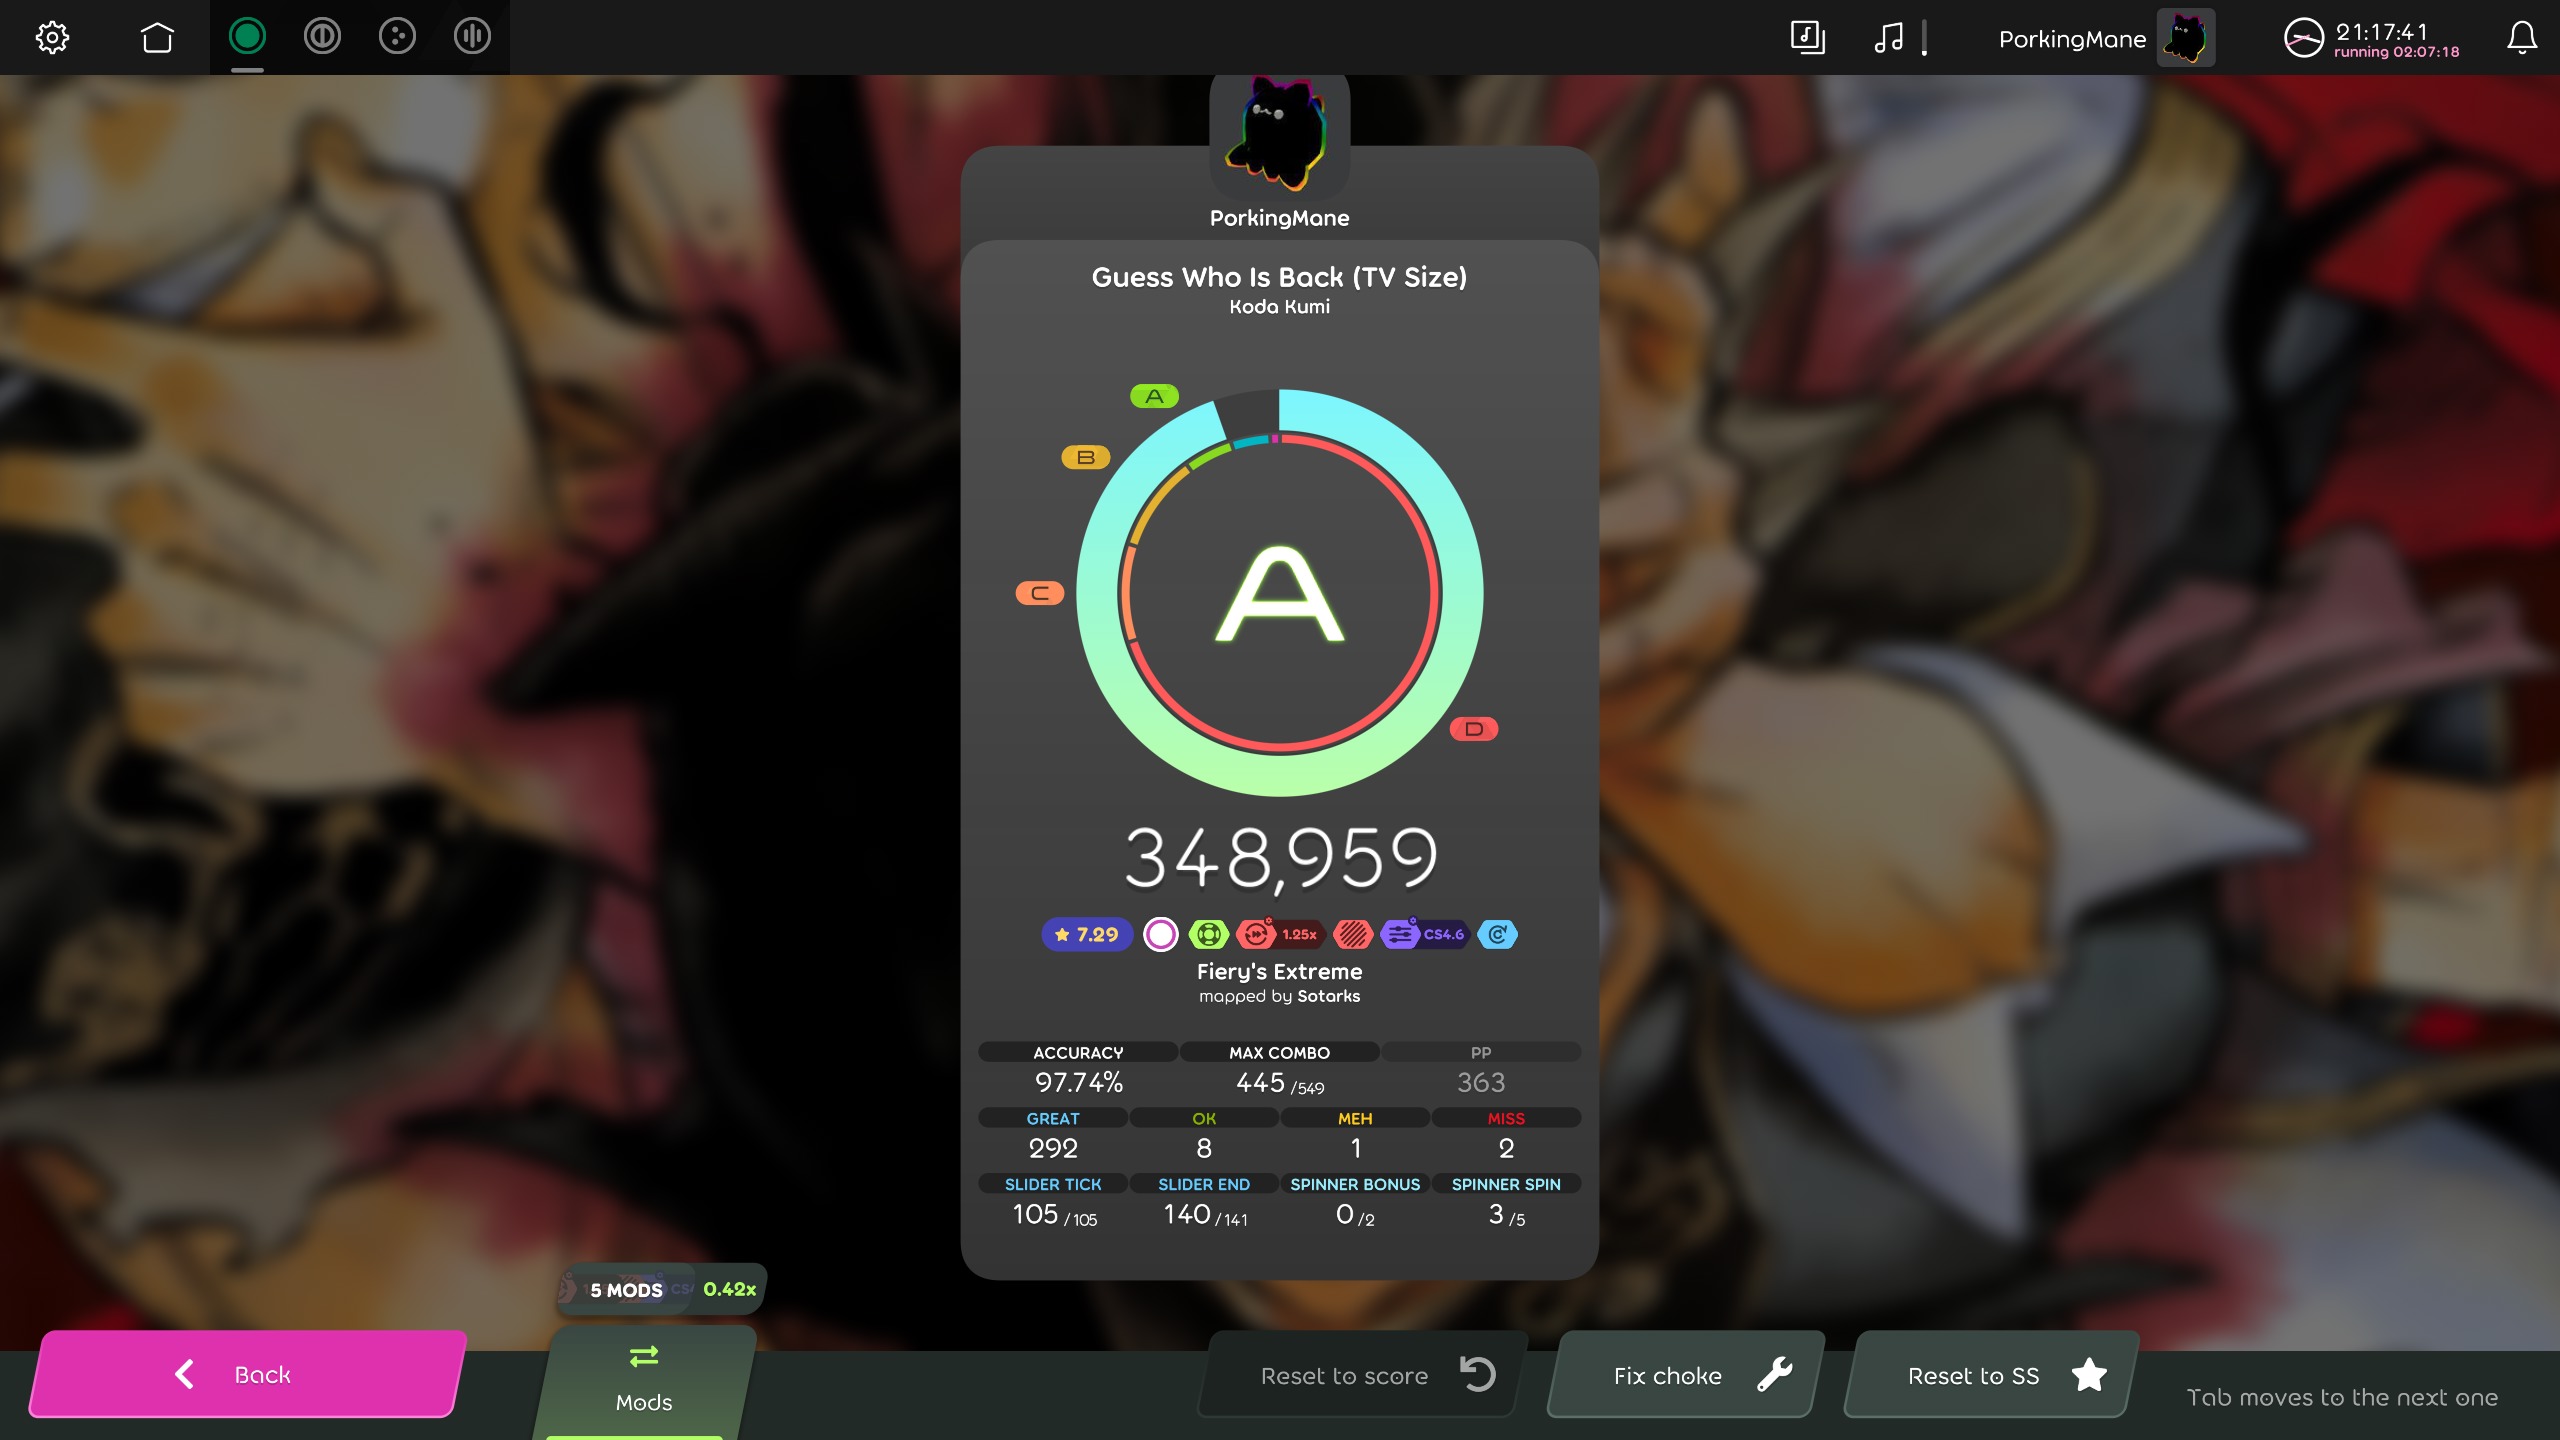 PorkingMane
21:17:41
running 02:07:18
PorkingMane
Guess Who Is Back (TV Size)
Koda Kumi
A
B
C
D
A
348,959
7.29
1.25x
CS4.6
Fiery's Extreme
mapped by Sotarks
ACCURACY MAX COMBO PP
97.74% 445 /549 363
GREAT OK MEH MISS
292 8 1 2
SLIDER TICK SLIDER END SPINNER BONUS SPINNER SPIN
105 /105 140 /141 0 /2 3 /5
5 MODS 0.42x
Back
Mods
Reset to score
Fix choke
Reset to SS
Tab moves to the next one